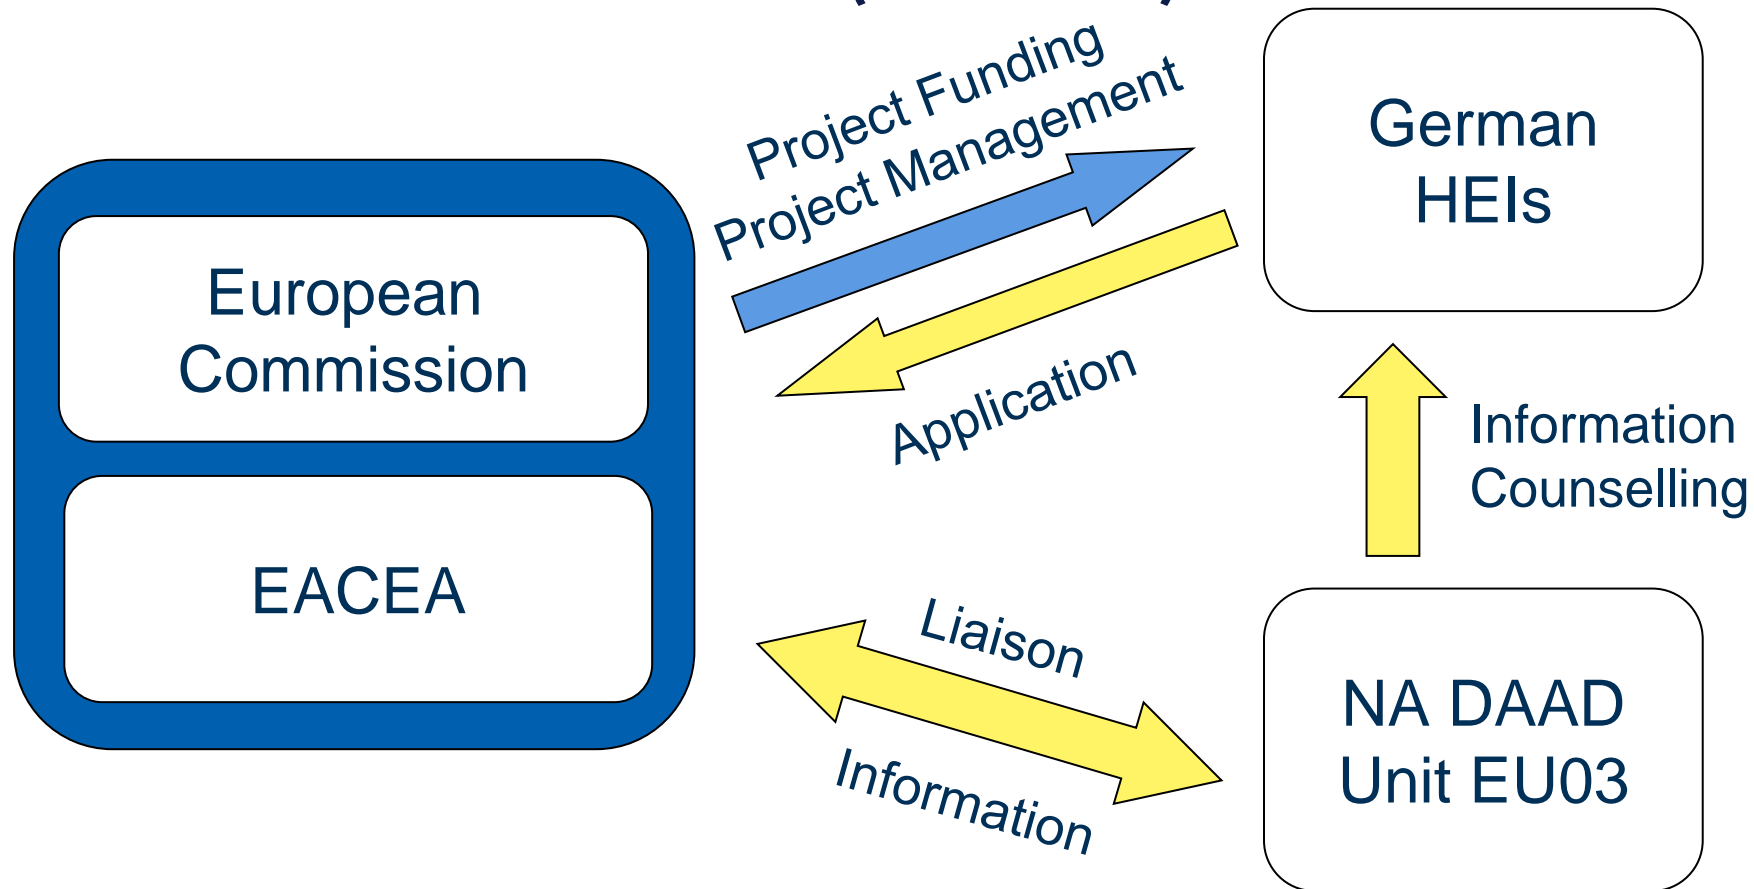 Project Funding
Project Management
German
HEIs
European
Commission
Application
Information
Counselling
EACEA
Liaison
Information
NA DAAD
Unit EU03